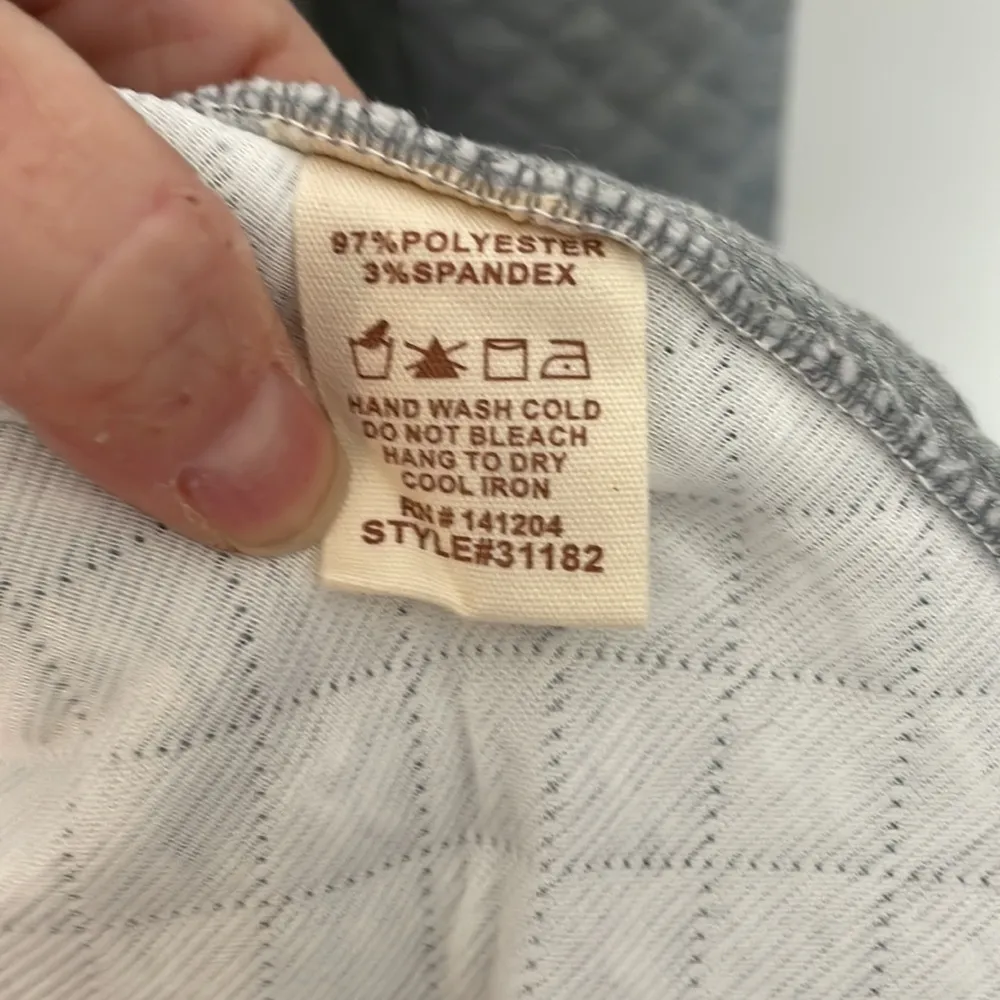 97%POLYESTER
3%SPANDEX
HAND WASH COLD
DO NOT BLEACH
HANG TO DRY
COOL IRON
RN# 141204
STYLE#31182